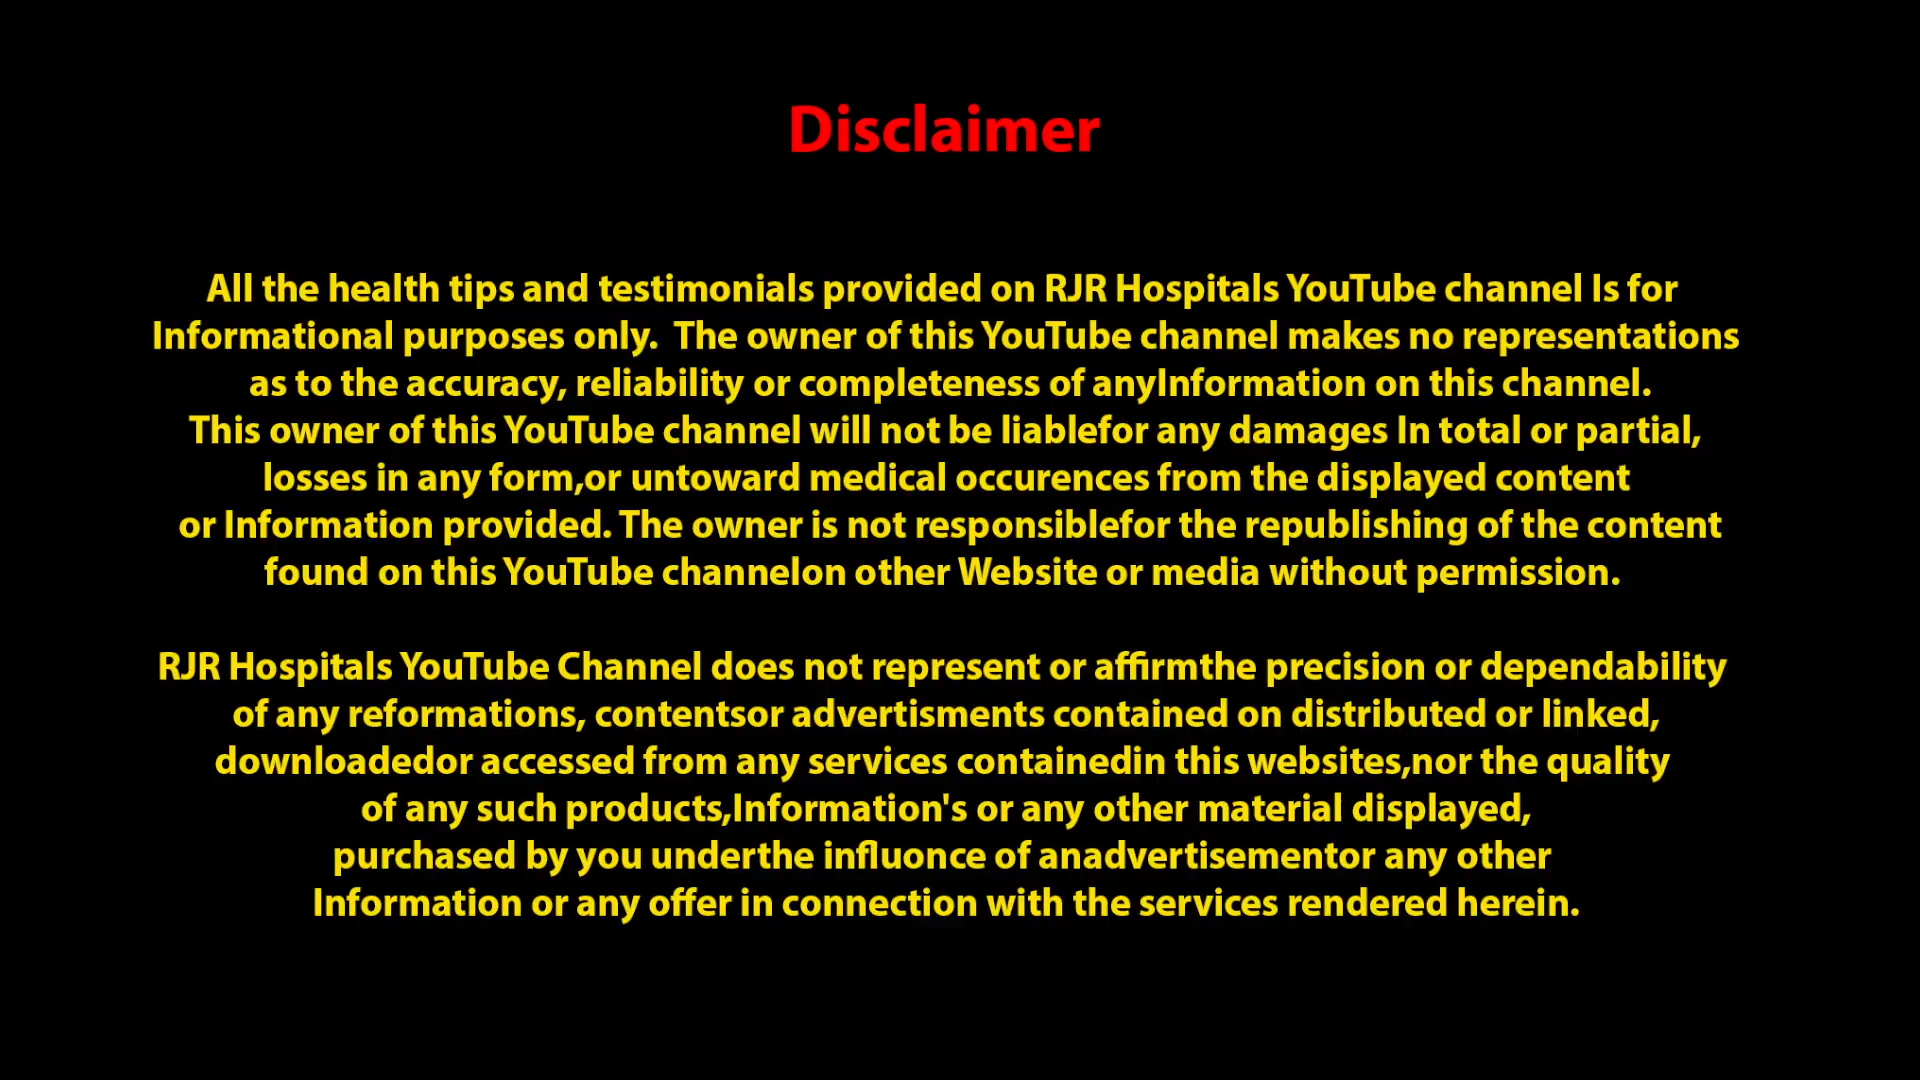 Disclaimer
All the health tips and testimonials provided on RJR Hospitals YouTube channel Is for
Informational purposes only.  The owner of this YouTube channel makes no representations
as to the accuracy, reliability or completeness of anyInformation on this channel.
This owner of this YouTube channel will not be liablefor any damages In total or partial,
losses in any form,or untoward medical occurences from the displayed content
or Information provided. The owner is not responsiblefor the republishing of the content
found on this YouTube channelon other Website or media without permission.
RJR Hospitals YouTube Channel does not represent or affirmthe precision or dependability
of any reformations, contentsor advertisments contained on distributed or linked,
downloadedor accessed from any services containedin this websites,nor the quality
of any such products,Information's or any other material displayed,
purchased by you underthe influonce of anadvertisementor any other
Information or any offer in connection with the services rendered herein.